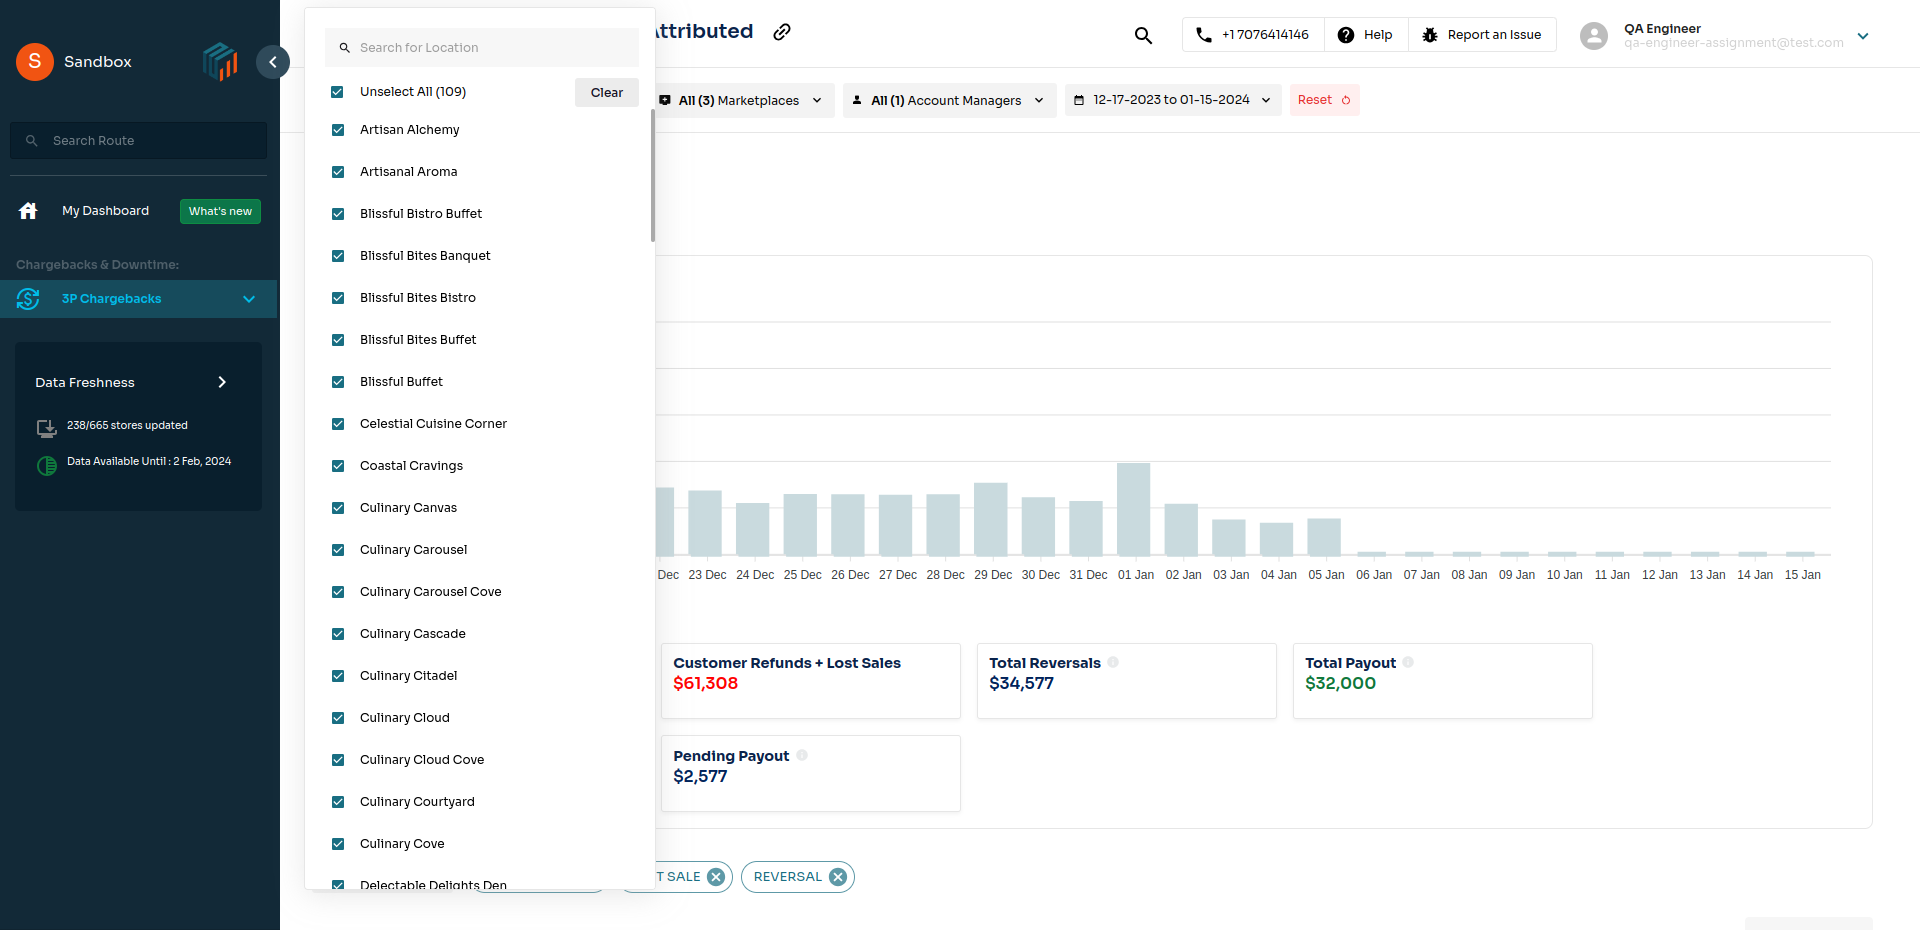 S
Sandbox
Search Route
My Dashboard
What's new
Chargebacks & Downtime:
3P Chargebacks
Data Freshness
238/665 stores updated
Data Available Until : 2 Feb, 2024
Search for Location
Unselect All (109)
Clear
Artisan Alchemy
Artisanal Aroma
Blissful Bistro Buffet
Blissful Bites Banquet
Blissful Bites Bistro
Blissful Bites Buffet
Blissful Buffet
Celestial Cuisine Corner
Coastal Cravings
Culinary Canvas
Culinary Carousel
Culinary Carousel Cove
Culinary Cascade
Culinary Citadel
Culinary Cloud
Culinary Cloud Cove
Culinary Courtyard
Culinary Cove
Delectable Delights Den
Attributed
+1 7076414146
Help
Report an Issue
QA Engineer
qa-engineer-assignment@test.com
All (3) Marketplaces
All (1) Account Managers
12-17-2023 to 01-15-2024
Reset
Dec 23 Dec 24 Dec 25 Dec 26 Dec 27 Dec 28 Dec 29 Dec 30 Dec 31 Dec 01 Jan 02 Jan 03 Jan 04 Jan 05 Jan 06 Jan 07 Jan 08 Jan 09 Jan 10 Jan 11 Jan 12 Jan 13 Jan 14 Jan 15 Jan
Customer Refunds + Lost Sales
$61,308
Total Reversals
$34,577
Total Payout
$32,000
Pending Payout
$2,577
T SALE
REVERSAL